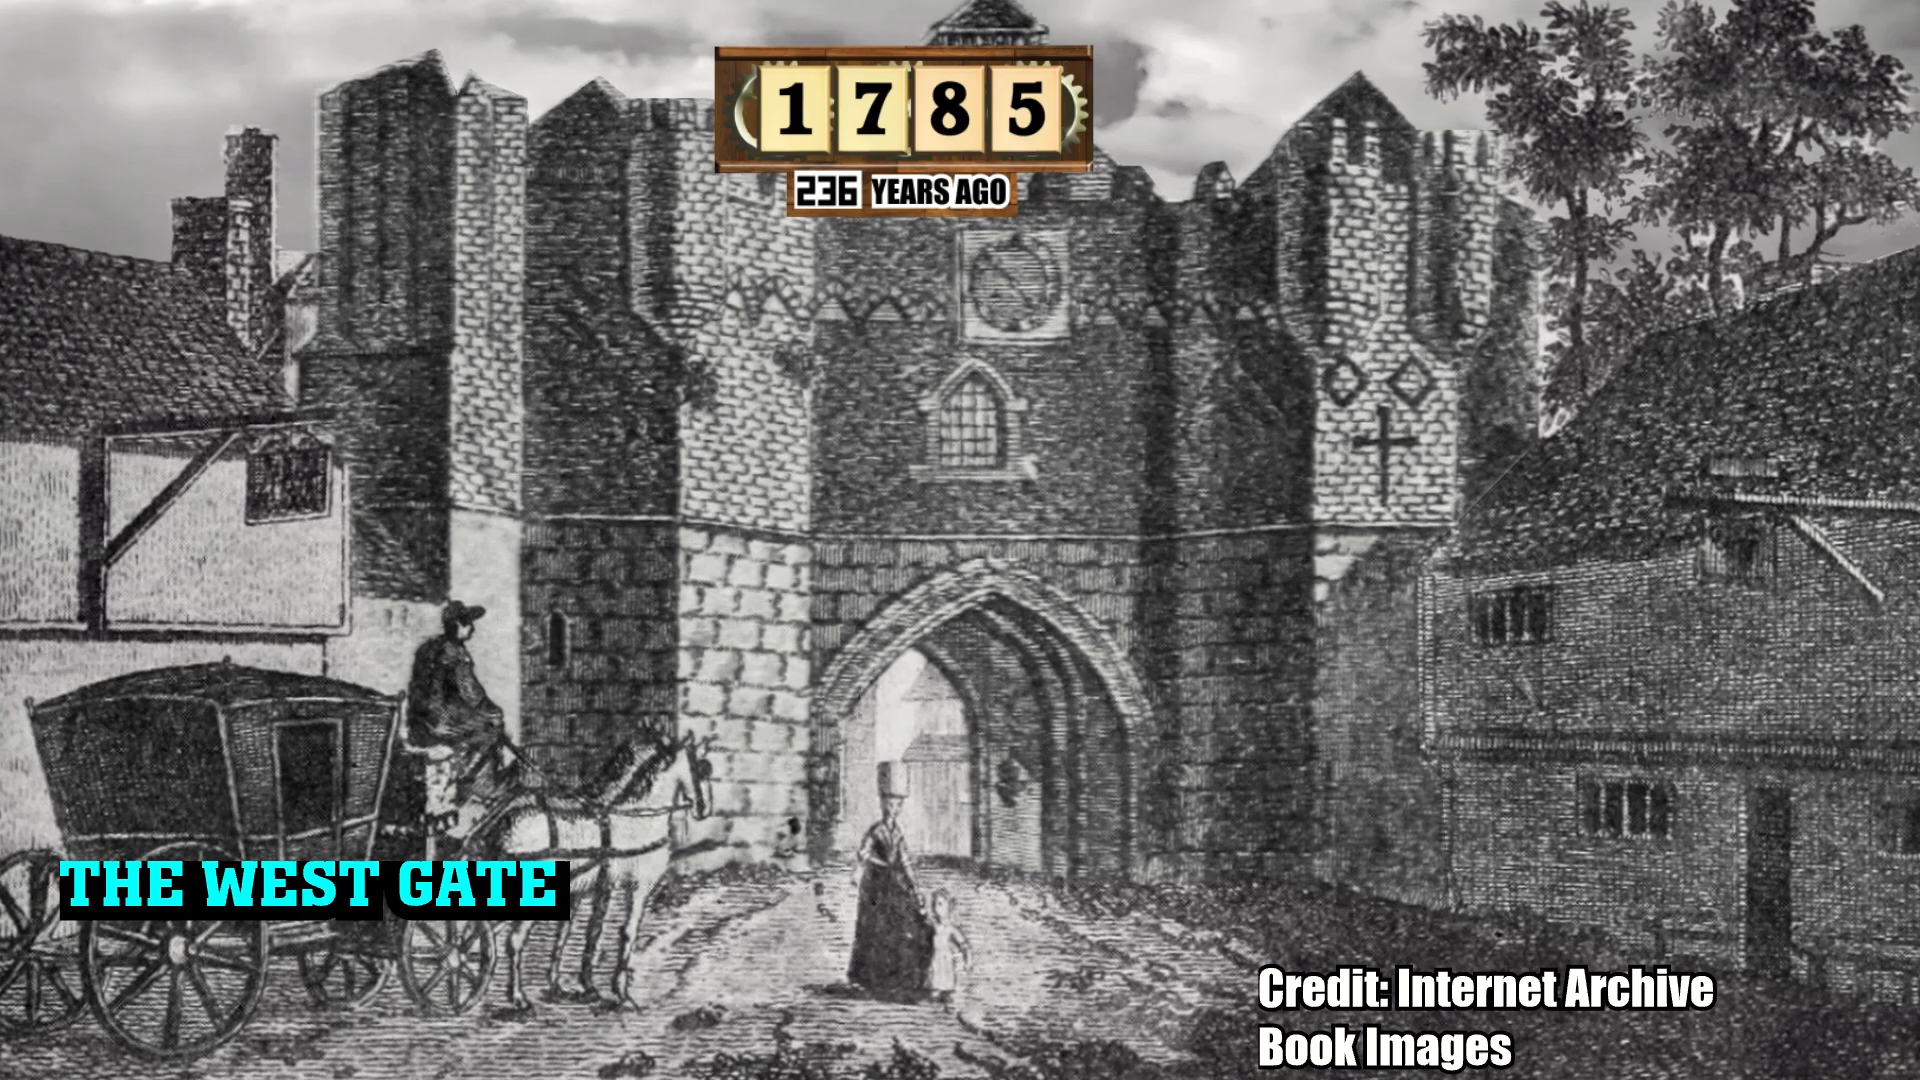 1785
236 YEARS AGO
THE WEST GATE
Credit: Internet Archive
Book Images